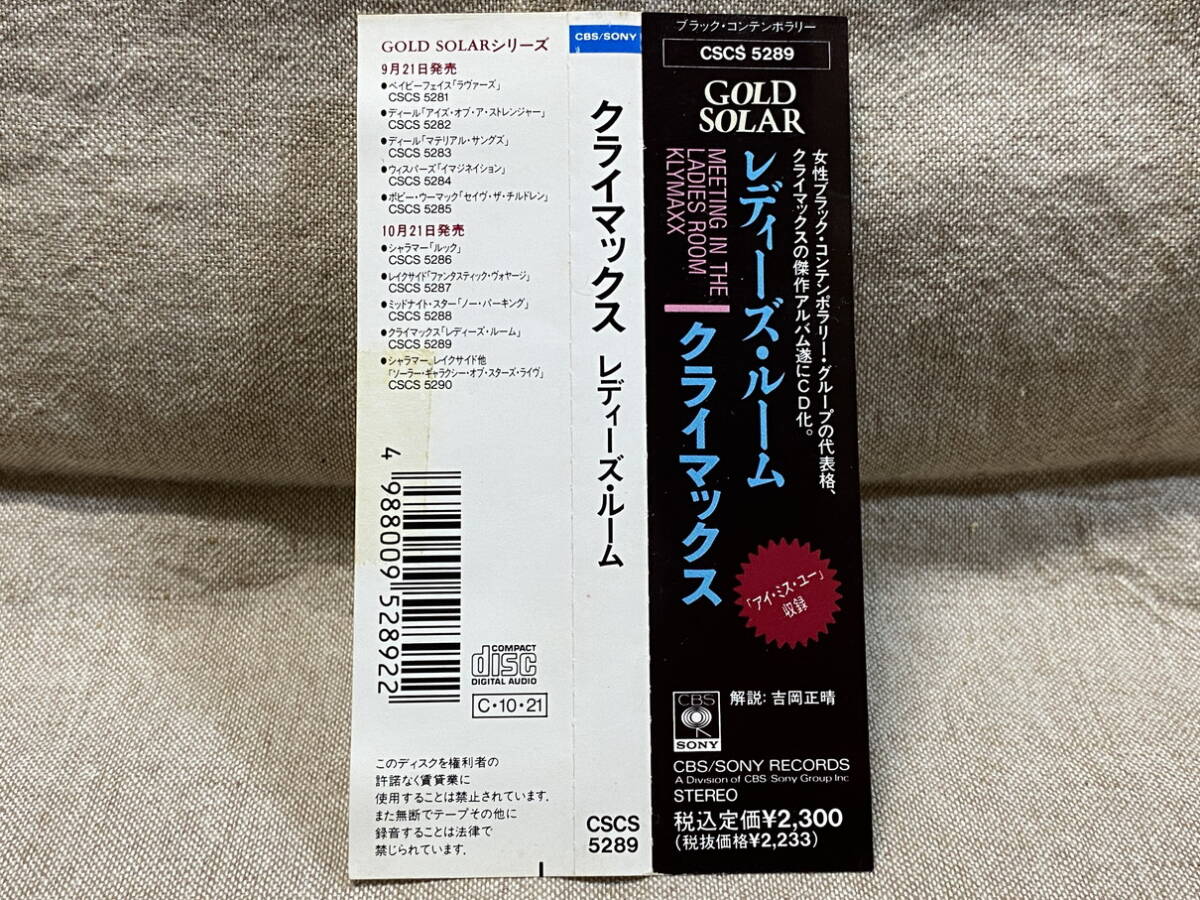 GOLD SOLARシリーズ
9月21日発売
●ベイビーフェイス「ラヴァーズ」
CSCS 5281
●ディール「アイズ・オブ・ア・ストレンジャー」
CSCS 5282
●ディール「マテリアル・サングズ」
CSCS 5283
●ウィスパーズ「イマジネイション」
CSCS 5284
●ボビー・ウーマック「セイヴ・ザ・チルドレン」
CSCS 5285
10月21日発売
●シャラマー「ルック」
CSCS 5286
●レイクサイド「ファンタスティック・ヴォヤージ」
CSCS 5287
●ミッドナイト・スター「ノー・パーキング」
CSCS 5288
●クライマックス「レディーズ・ルーム」
CSCS 5289
●シャラマー、レイクサイド他
「ソーラー・ギャラクシー・オブ・スターズ・ライヴ」
CSCS 5290
4 988009 528922
COMPACT
disc
DIGITAL AUDIO
C・10・21
このディスクを権利者の
許諾なく賃貸業に
使用することは禁止されています.
また無断でテープその他に
録音することは法律で
禁じられています.
CBS/SONY
クライマックス レディーズ・ルーム
CSCS
5289
ブラック・コンテンポラリー
CSCS 5289
GOLD
SOLAR
女性ブラック・コンテンポラリー・グループの代表格、
クライマックスの傑作アルバム遂にCD化。
レディーズ・ルーム
MEETING IN THE
LADIES ROOM
KLYMAXX
クライマックス
「アイ・ミス・ユー」
収録
CBS
SONY
解説:吉岡正晴
CBS/SONY RECORDS
A Division of CBS Sony Group Inc
STEREO
税込定価¥2,300
(税抜価格¥2,233)